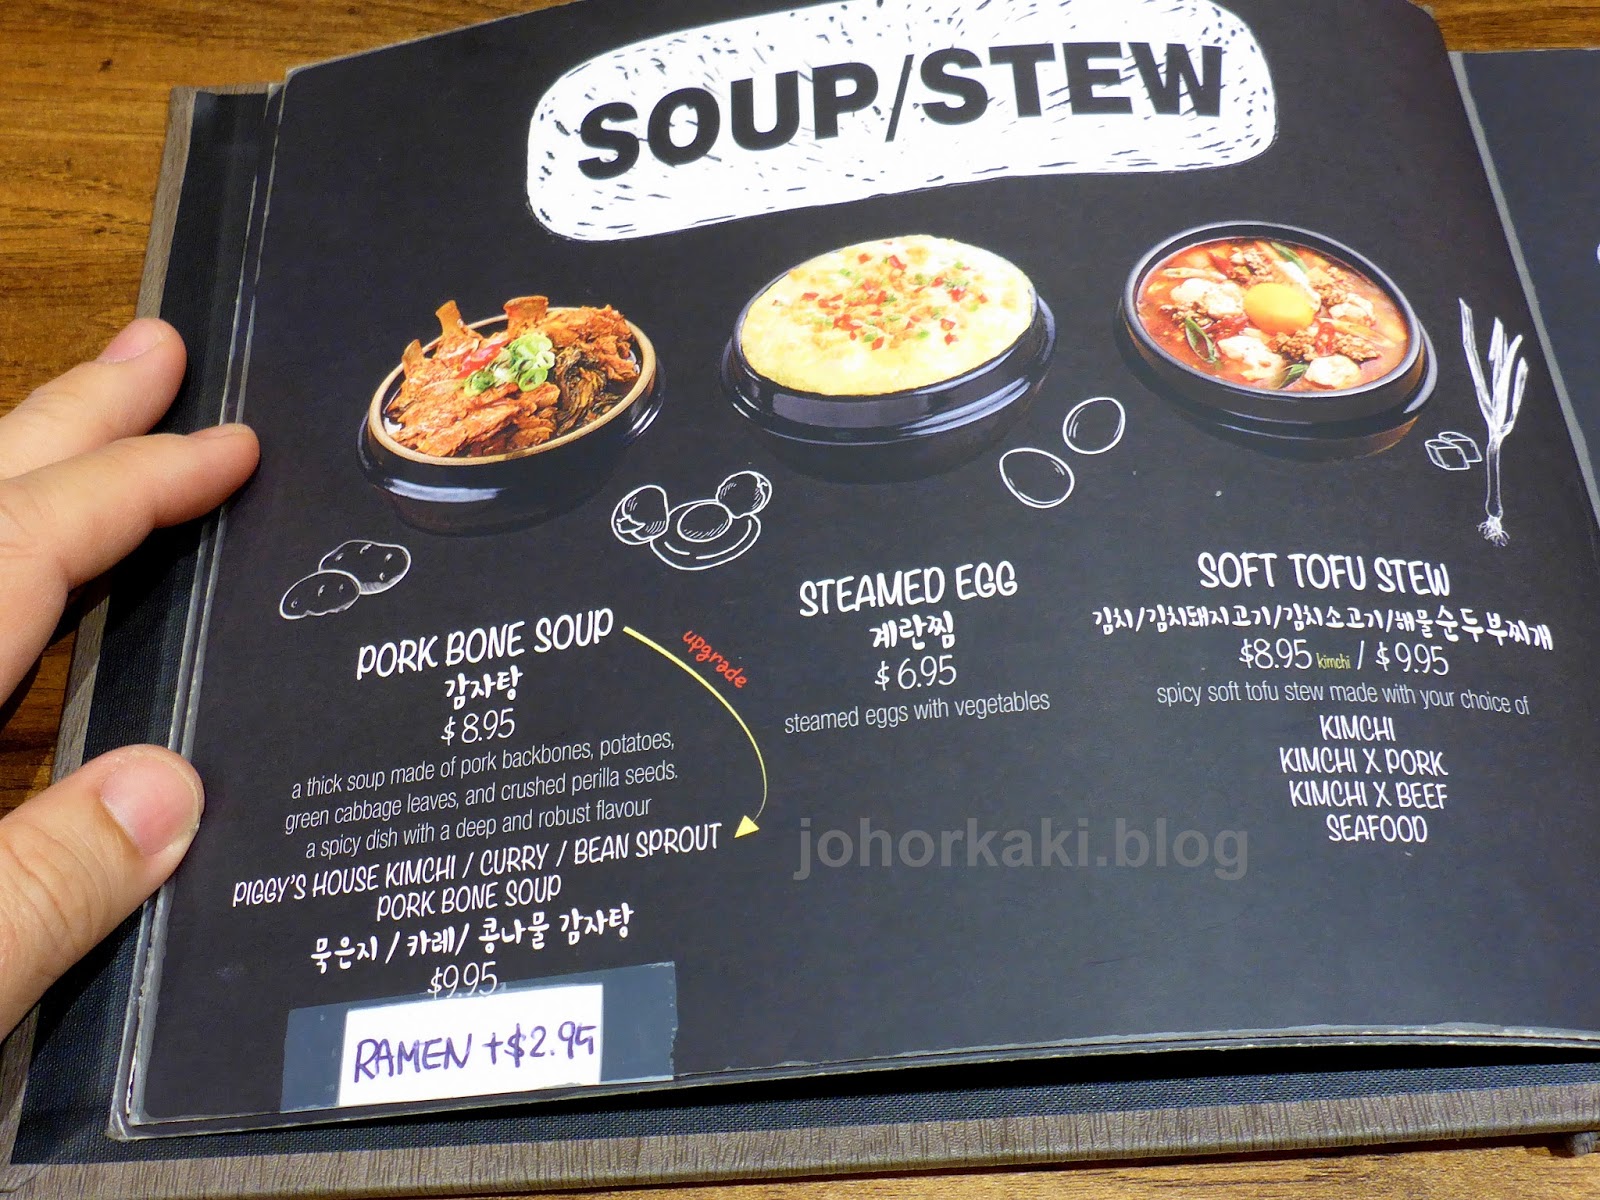 SOUP/STEW
PORK BONE SOUP
감자탕
$8.95
a thick soup made of pork backbones, potatoes,
green cabbage leaves, and crushed perilla seeds.
a spicy dish with a deep and robust flavour
upgrade
PIGGY'S HOUSE KIMCHI / CURRY / BEAN SPROUT
PORK BONE SOUP
묵은지 / 카레 / 콩나물 감자탕
$9.95
RAMEN +$2.95
STEAMED EGG
계란찜
$6.95
steamed eggs with vegetables
SOFT TOFU STEW
김치/김치돼지고기/김치소고기/해물순두부찌개
$8.95 kimchi / $9.95
spicy soft tofu stew made with your choice of
KIMCHI
KIMCHI X PORK
KIMCHI X BEEF
SEAFOOD
johorkaki.blog